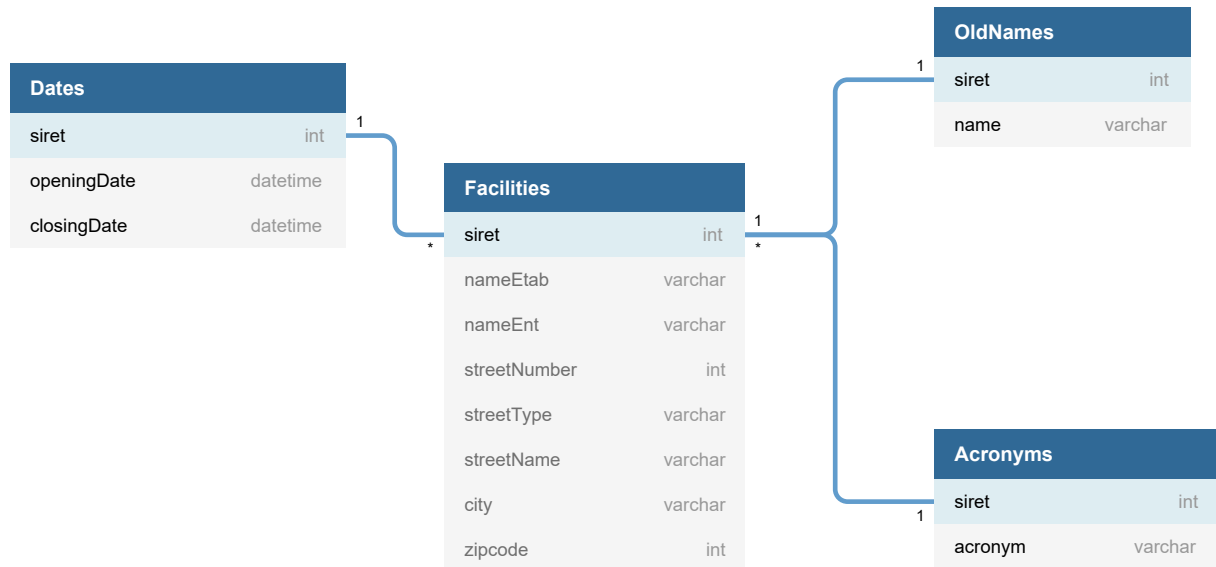 Dates
siret int
openingDate datetime
closingDate datetime
1
*
Facilities
siret int
nameEtab varchar
nameEnt varchar
streetNumber int
streetType varchar
streetName varchar
city varchar
zipcode int
1
*
1
OldNames
siret int
name varchar
1
Acronyms
siret int
acronym varchar